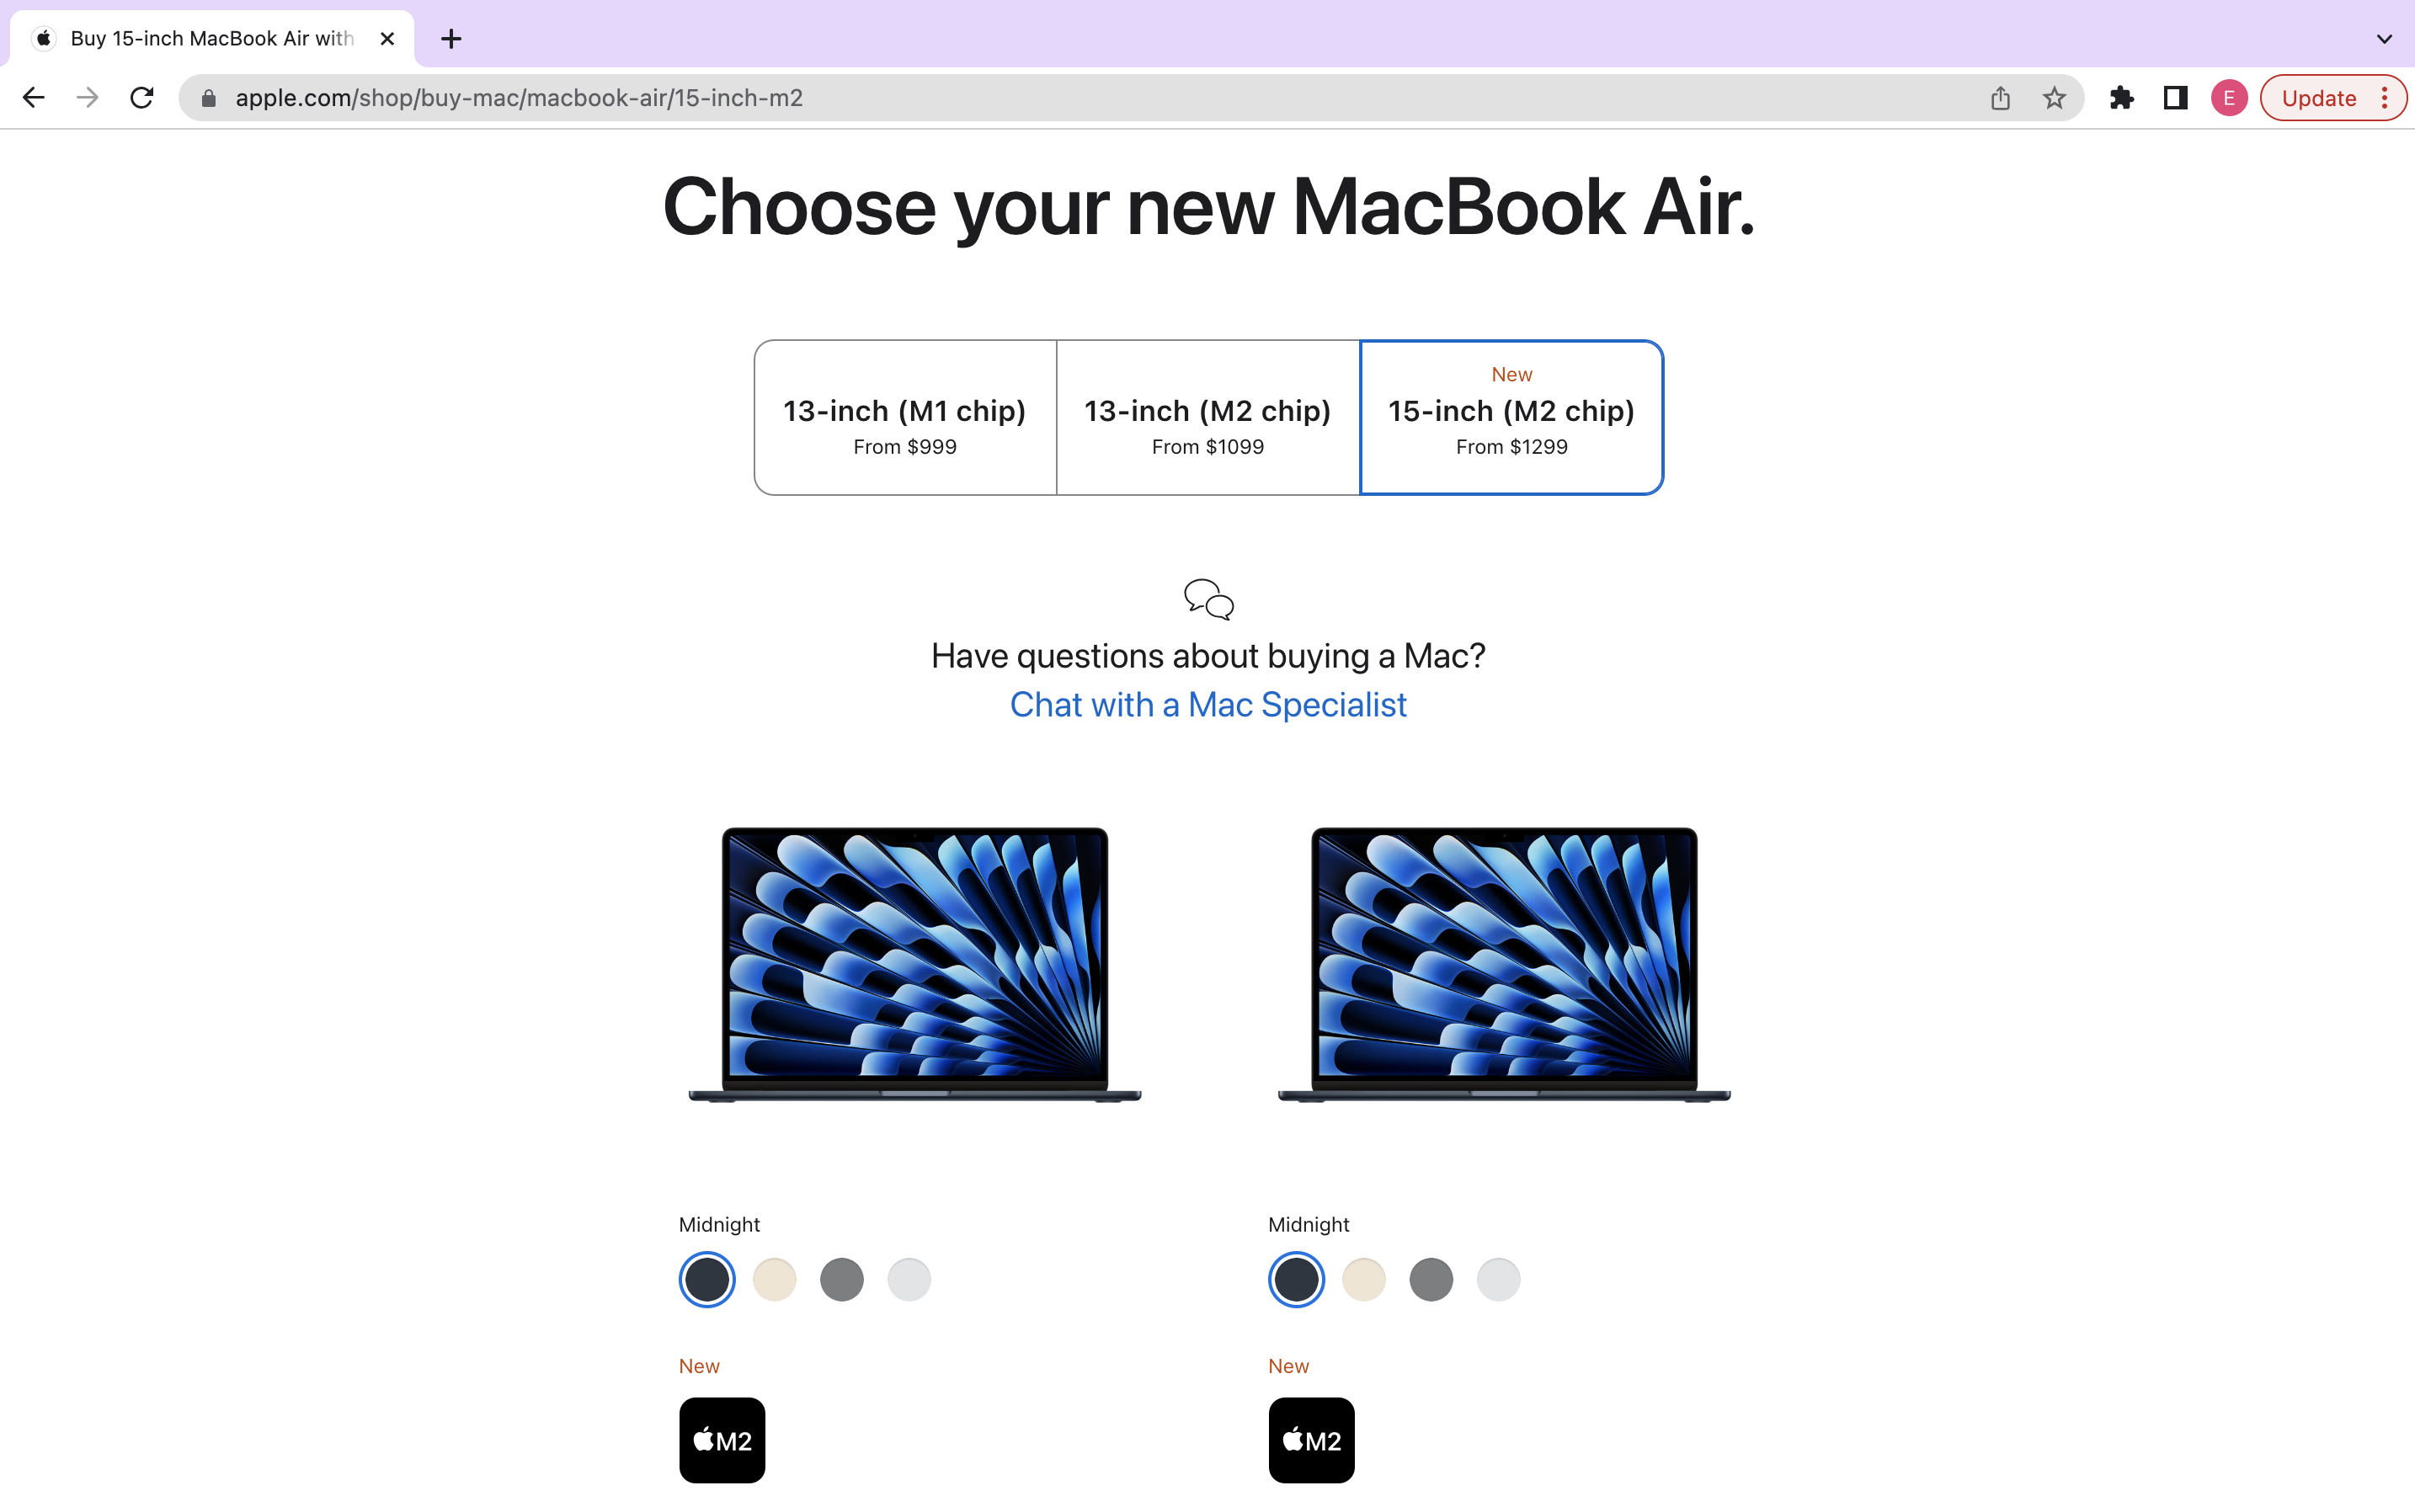 Buy 15-inch MacBook Air with
apple.com/shop/buy-mac/macbook-air/15-inch-m2
E
Update
Choose your new MacBook Air.
13-inch (M1 chip)
From $999
13-inch (M2 chip)
From $1099
New
15-inch (M2 chip)
From $1299
Have questions about buying a Mac?
Chat with a Mac Specialist
Midnight
New
M2
Midnight
New
M2